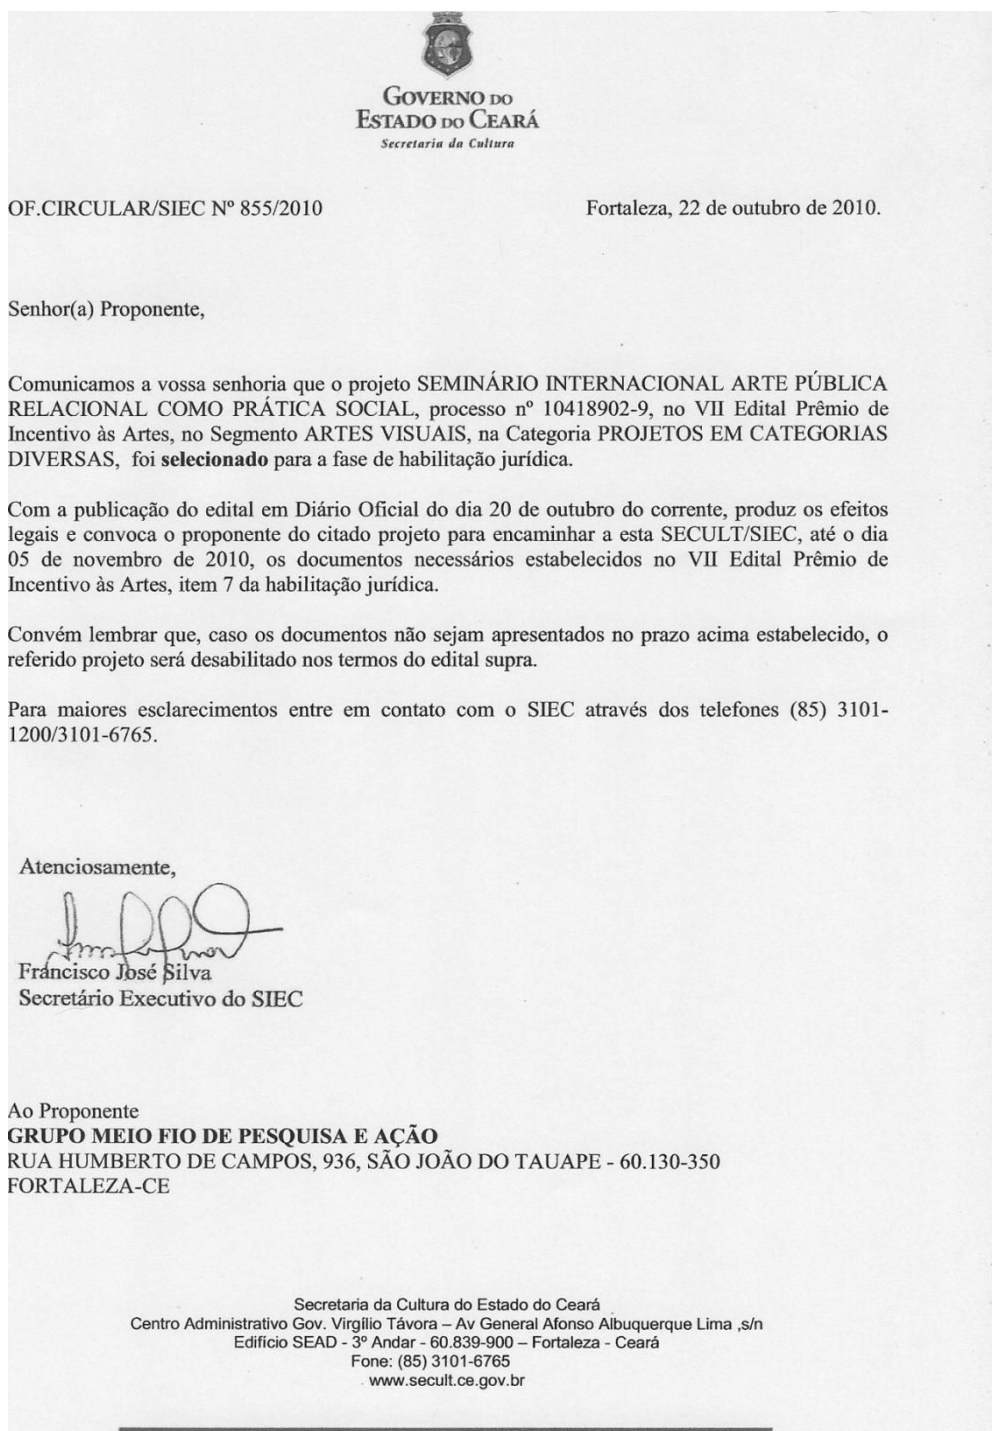 GOVERNO DO
ESTADO DO CEARÁ
Secretaria da Cultura
OF.CIRCULAR/SIEC Nº 855/2010 Fortaleza, 22 de outubro de 2010.
Senhor(a) Proponente,
Comunicamos a vossa senhoria que o projeto SEMINÁRIO INTERNACIONAL ARTE PÚBLICA
RELACIONAL COMO PRÁTICA SOCIAL, processo nº 10418902-9, no VII Edital Prêmio de
Incentivo às Artes, no Segmento ARTES VISUAIS, na Categoria PROJETOS EM CATEGORIAS
DIVERSAS, foi selecionado para a fase de habilitação jurídica.
Com a publicação do edital em Diário Oficial do dia 20 de outubro do corrente, produz os efeitos
legais e convoca o proponente do citado projeto para encaminhar a esta SECULT/SIEC, até o dia
05 de novembro de 2010, os documentos necessários estabelecidos no VII Edital Prêmio de
Incentivo às Artes, item 7 da habilitação jurídica.
Convém lembrar que, caso os documentos não sejam apresentados no prazo acima estabelecido, o
referido projeto será desabilitado nos termos do edital supra.
Para maiores esclarecimentos entre em contato com o SIEC através dos telefones (85) 3101-
1200/3101-6765.
Atenciosamente,
Francisco José Silva
Secretário Executivo do SIEC
Ao Proponente
GRUPO MEIO FIO DE PESQUISA E AÇÃO
RUA HUMBERTO DE CAMPOS, 936, SÃO JOÃO DO TAUAPE - 60.130-350
FORTALEZA-CE
Secretaria da Cultura do Estado do Ceará
Centro Administrativo Gov. Virgílio Távora – Av General Afonso Albuquerque Lima ,s/n
Edifício SEAD - 3º Andar - 60.839-900 – Fortaleza - Ceará
Fone: (85) 3101-6765
www.secult.ce.gov.br